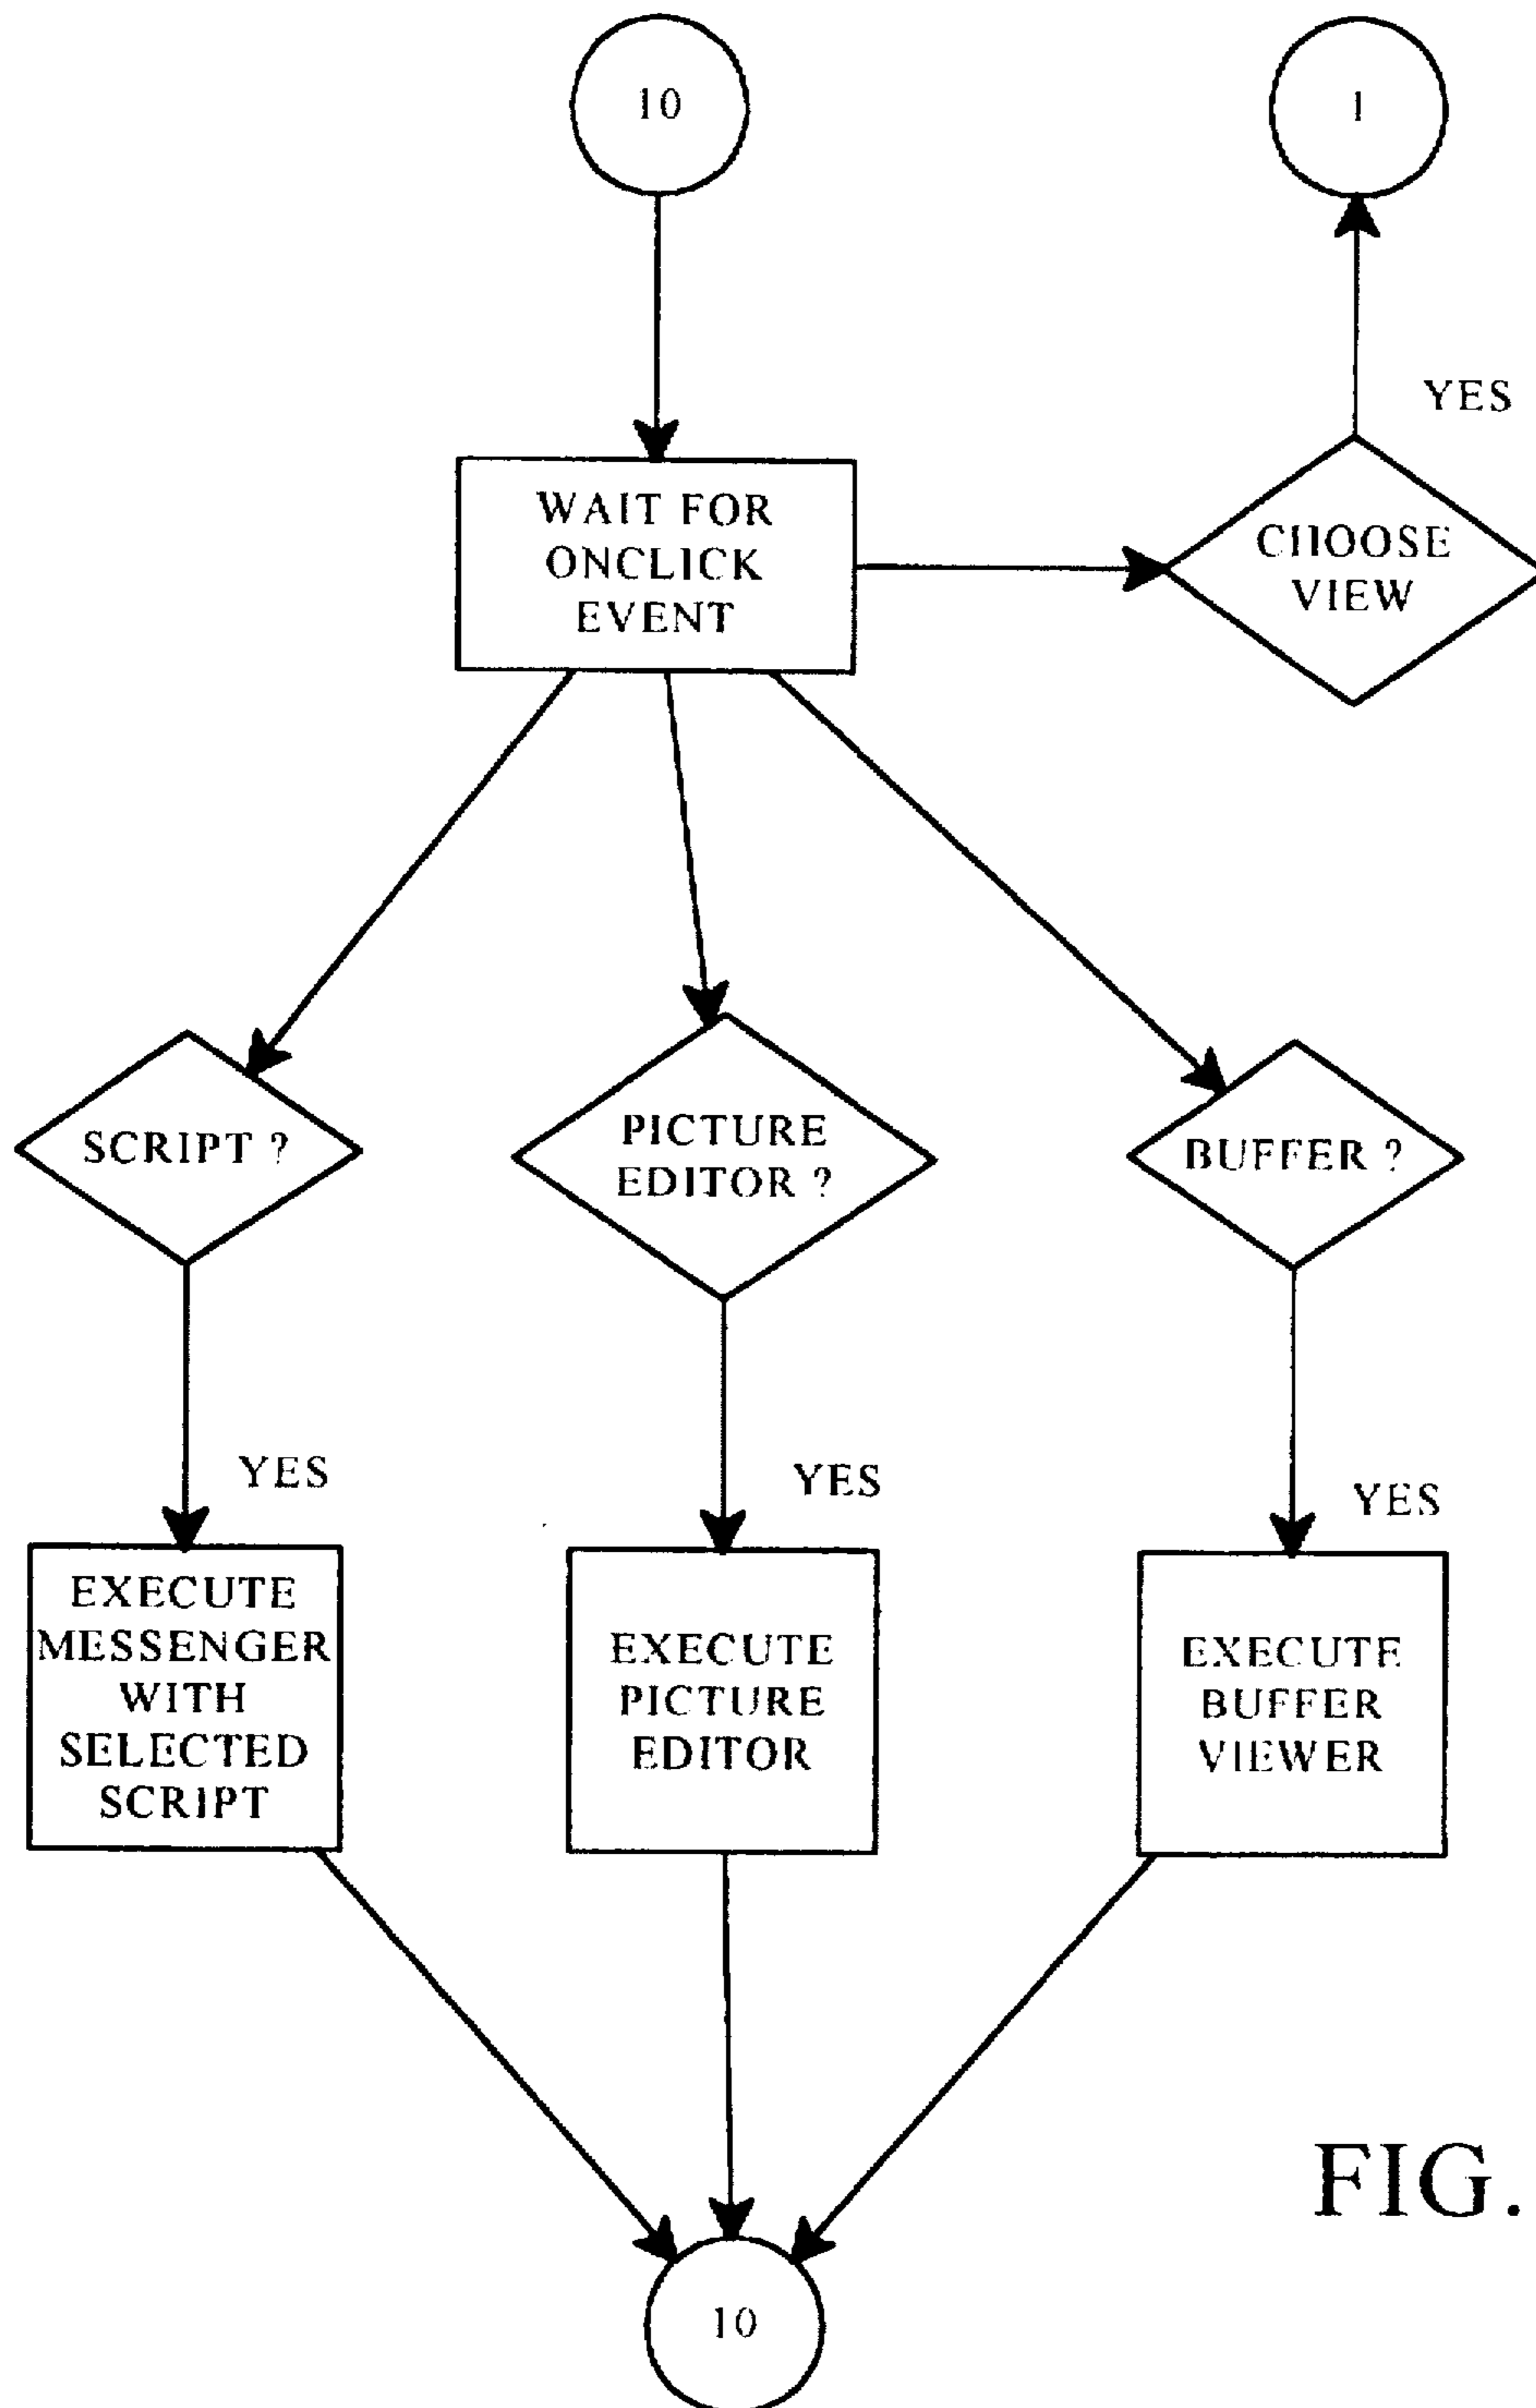 10
1
YES
WAIT FOR
ONCLICK
EVENT
CHOOSE
VIEW
SCRIPT ?
PICTURE
EDITOR ?
BUFFER ?
YES
YES
YES
EXECUTE
MESSENGER
WITH
SELECTED
SCRIPT
EXECUTE
PICTURE
EDITOR
EXECUTE
BUFFER
VIEWER
FIG.
10